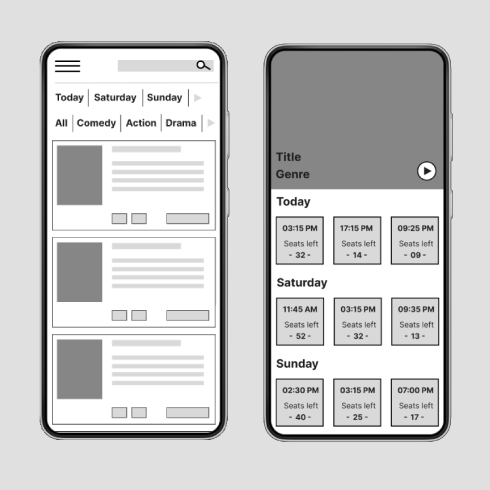 Today Saturday Sunday
All Comedy Action Drama
Title
Genre
Today
03:15 PM 17:15 PM 09:25 PM
Seats left Seats left Seats left
- 32 - - 14 - - 09 -
Saturday
11:45 AM 03:15 PM 09:35 PM
Seats left Seats left Seats left
- 52 - - 32 - - 13 -
Sunday
02:30 PM 03:15 PM 07:00 PM
Seats left Seats left Seats left
- 40 - - 25 - - 17 -